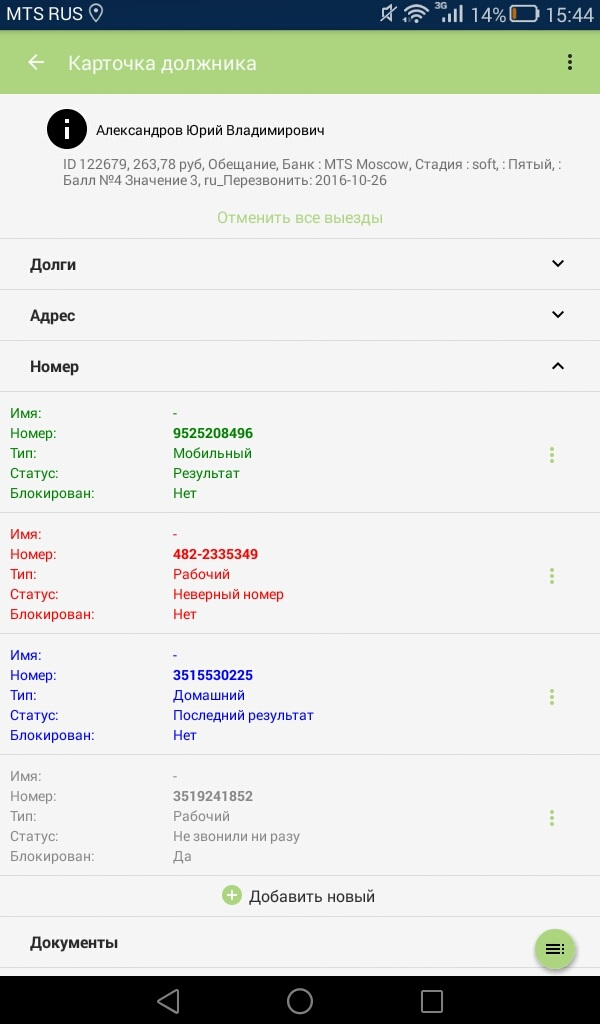 MTS RUS 3G 14% 15:44
Карточка должника
Александров Юрий Владимирович
ID 122679, 263,78 руб, Обещание, Банк : MTS Moscow, Стадия : soft, : Пятый, :
Балл №4 Значение 3, ru_Перезвонить: 2016-10-26
Отменить все выезды
Долги
Адрес
Номер
Имя: -
Номер: 9525208496
Тип: Мобильный
Статус: Результат
Блокирован: Нет
Имя: -
Номер: 482-2335349
Тип: Рабочий
Статус: Неверный номер
Блокирован: Нет
Имя: -
Номер: 3515530225
Тип: Домашний
Статус: Последний результат
Блокирован: Нет
Имя: -
Номер: 3519241852
Тип: Рабочий
Статус: Не звонили ни разу
Блокирован: Да
Добавить новый
Документы